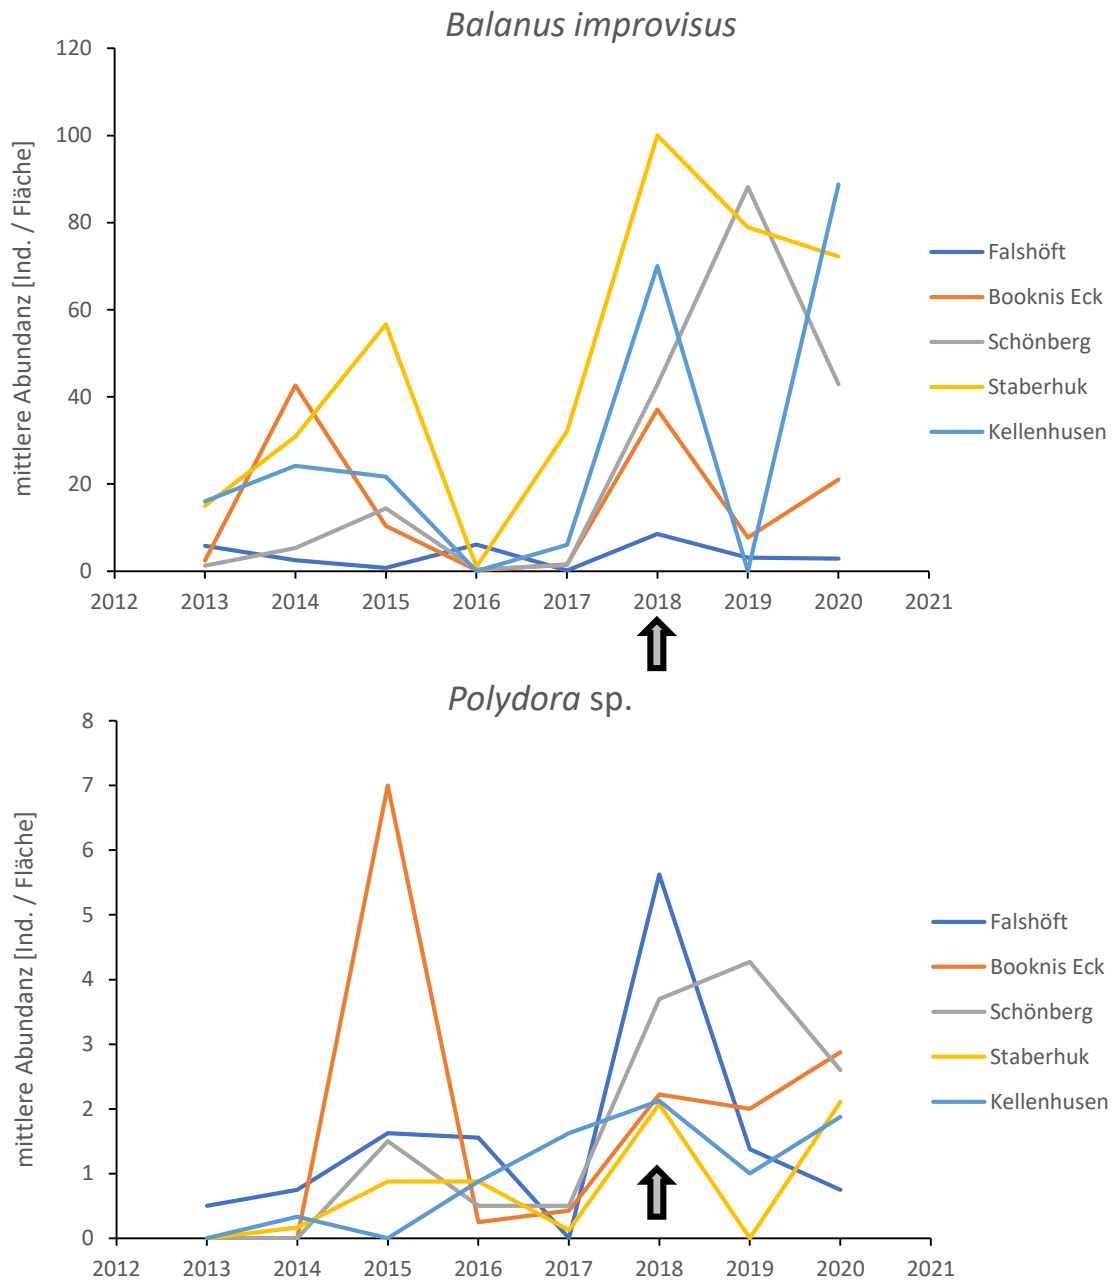 Balanus improvisus
mittlere Abundanz [Ind. / Fläche]
120
100
80
60
40
20
0
2012 2013 2014 2015 2016 2017 2018 2019 2020 2021
Falshöft
Booknis Eck
Schönberg
Staberhuk
Kellenhusen
Polydora sp.
mittlere Abundanz [Ind. / Fläche]
8
7
6
5
4
3
2
1
0
2012 2013 2014 2015 2016 2017 2018 2019 2020 2021
Falshöft
Booknis Eck
Schönberg
Staberhuk
Kellenhusen